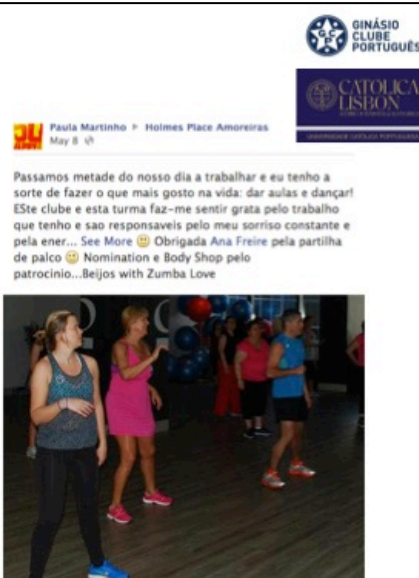 GINÁSIO
CLUBE
PORTUGUÊS
CATOLICA
LISBON
UNIVERSIDADE CATÓLICA PORTUGUESA
Paula Martinho ▸ Holmes Place Amoreiras
May 8
Passamos metade do nosso dia a trabalhar e eu tenho a
sorte de fazer o que mais gosto na vida: dar aulas e dançar!
ESte clube e esta turma faz-me sentir grata pelo trabalho
que tenho e sao responsaveis pelo meu sorriso constante e
pela ener... See More 🙂 Obrigada Ana Freire pela partilha
de palco 🙂 Nomination e Body Shop pelo
patrocinio...Beijos with Zumba Love